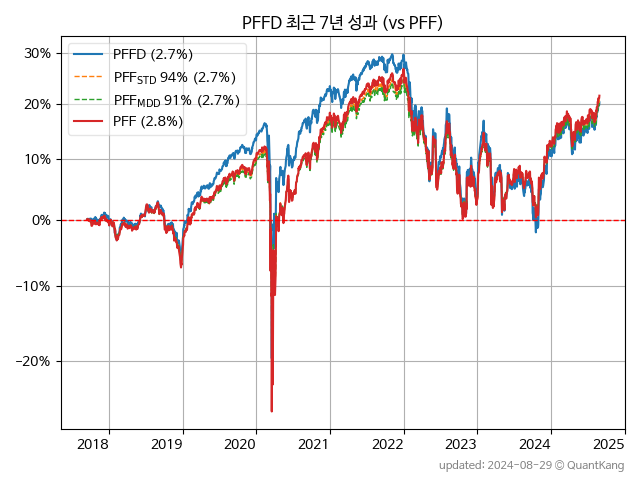 PFFD 최근 7년 성과 (vs PFF)
PFFD (2.7%)
PFF_STD 94% (2.7%)
PFF_MDD 91% (2.7%)
PFF (2.8%)
30%
20%
10%
0%
−10%
−20%
2018 2019 2020 2021 2022 2023 2024 2025
updated: 2024-08-29 © QuantKang